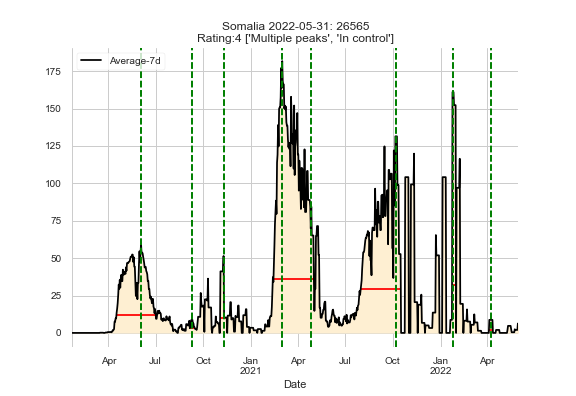 Somalia 2022-05-31: 26565
Rating:4 ['Multiple peaks', 'In control']
Average-7d
175
150
125
100
75
50
25
0
Apr Jul Oct Jan Apr Jul Oct Jan Apr
2021 2022
Date